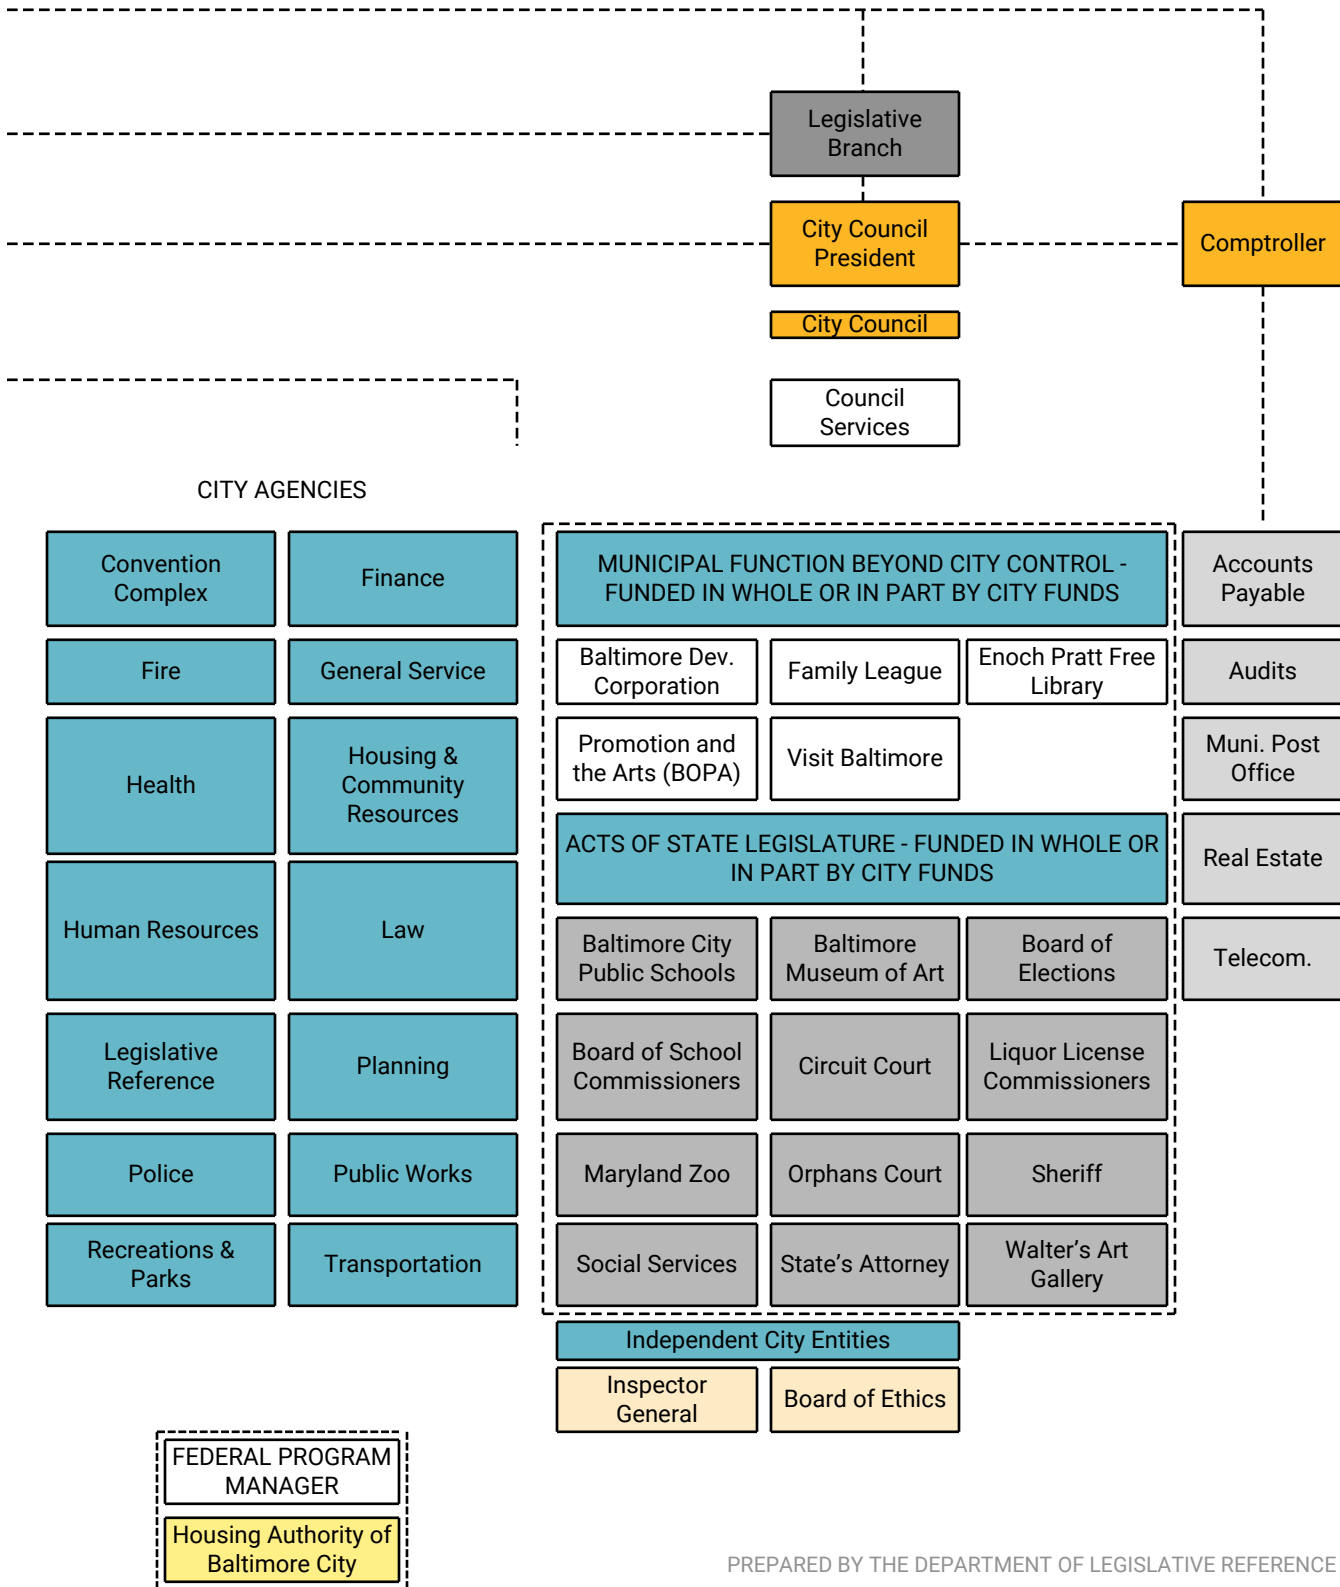 Legislative
Branch
City Council
President
Comptroller
City Council
Council
Services
CITY AGENCIES
Convention
Complex
Finance
Fire
General Service
Health
Housing &
Community
Resources
Human Resources
Law
Legislative
Reference
Planning
Police
Public Works
Recreations &
Parks
Transportation
MUNICIPAL FUNCTION BEYOND CITY CONTROL -
FUNDED IN WHOLE OR IN PART BY CITY FUNDS
Baltimore Dev.
Corporation
Family League
Enoch Pratt Free
Library
Promotion and
the Arts (BOPA)
Visit Baltimore
ACTS OF STATE LEGISLATURE - FUNDED IN WHOLE OR
IN PART BY CITY FUNDS
Baltimore City
Public Schools
Baltimore
Museum of Art
Board of
Elections
Board of School
Commissioners
Circuit Court
Liquor License
Commissioners
Maryland Zoo
Orphans Court
Sheriff
Social Services
State’s Attorney
Walter’s Art
Gallery
Independent City Entities
Inspector
General
Board of Ethics
Accounts
Payable
Audits
Muni. Post
Office
Real Estate
Telecom.
FEDERAL PROGRAM
MANAGER
Housing Authority of
Baltimore City
PREPARED BY THE DEPARTMENT OF LEGISLATIVE REFERENCE